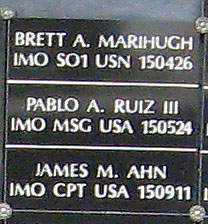 BRETT A. MARIHUGH
IMO SO1 USN 150426
PABLO A. RUIZ III
IMO MSG USA 150524
JAMES M. AHN
IMO CPT USA 150911